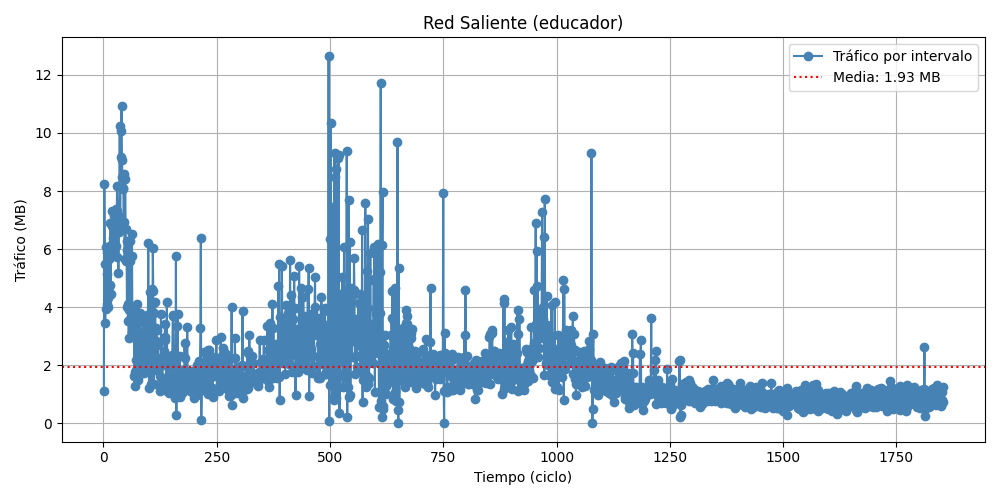 Red Saliente (educador)
Tráfico por intervalo
Media: 1.93 MB
Tráfico (MB)
12
10
8
6
4
2
0
0 250 500 750 1000 1250 1500 1750
Tiempo (ciclo)